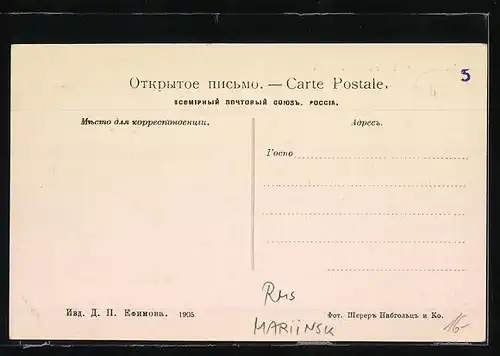 5
4
Открытое письмо. — Carte Postale.
ВСЕМІРНЫЙ ПОЧТОВЫЙ СОЮЗЪ. РОССІЯ.
Мѣсто для корреспонденціи.
Адресъ.
Госпо
Изд. Д. П. Ефимова. 1905
Фот. Шереръ Набгольцъ и Ко.
Rus
MARIINSK
16-